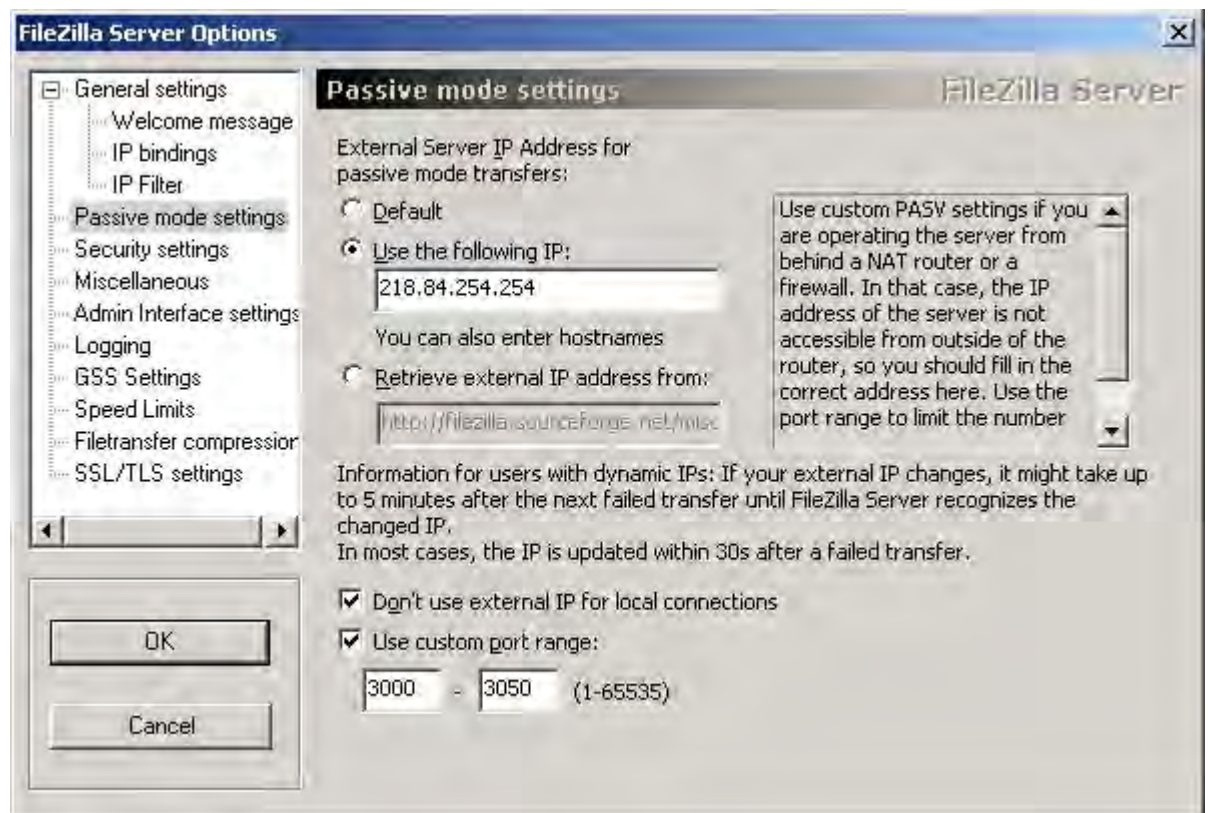 FileZilla Server Options
General settings
Welcome message
IP bindings
IP Filter
Passive mode settings
Security settings
Miscellaneous
Admin Interface settings
Logging
GSS Settings
Speed Limits
Filetransfer compression
SSL/TLS settings
OK
Cancel
Passive mode settings
FileZilla Server
External Server IP Address for
passive mode transfers:
Default
Use the following IP:
218.84.254.254
You can also enter hostnames
Retrieve external IP address from:
http://filezilla.sourceforge.net/misc
Use custom PASV settings if you
are operating the server from
behind a NAT router or a
firewall. In that case, the IP
address of the server is not
accessible from outside of the
router, so you should fill in the
correct address here. Use the
port range to limit the number
Information for users with dynamic IPs: If your external IP changes, it might take up
to 5 minutes after the next failed transfer until FileZilla Server recognizes the
changed IP.
In most cases, the IP is updated within 30s after a failed transfer.
Don't use external IP for local connections
Use custom port range:
3000 - 3050 (1-65535)